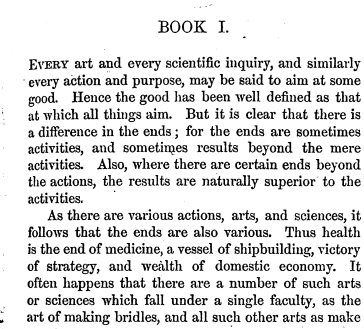 BOOK I.
EVERY art and every scientific inquiry, and similarly
every action and purpose, may be said to aim at some
good. Hence the good has been well defined as that
at which all things aim. But it is clear that there is
a difference in the ends; for the ends are sometimes
activities, and sometimes results beyond the mere
activities. Also, where there are certain ends beyond
the actions, the results are naturally superior to the
activities.
As there are various actions, arts, and sciences, it
follows that the ends are also various. Thus health
is the end of medicine, a vessel of shipbuilding, victory
of strategy, and wealth of domestic economy. It
often happens that there are a number of such arts
or sciences which fall under a single faculty, as the
art of making bridles, and all such other arts as make